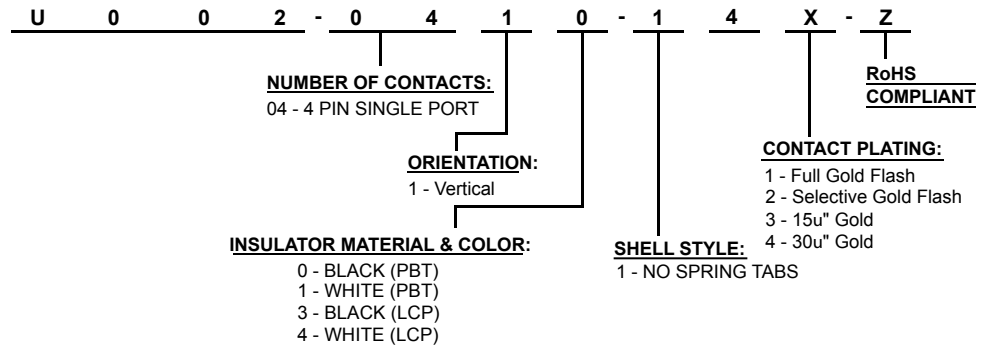 U 0 0 2 - 0 4 1 0 - 1 4 X - Z
NUMBER OF CONTACTS:
04 - 4 PIN SINGLE PORT
RoHS
COMPLIANT
ORIENTATION:
1 - Vertical
CONTACT PLATING:
1 - Full Gold Flash
2 - Selective Gold Flash
3 - 15u" Gold
4 - 30u" Gold
INSULATOR MATERIAL & COLOR:
0 - BLACK (PBT)
1 - WHITE (PBT)
3 - BLACK (LCP)
4 - WHITE (LCP)
SHELL STYLE:
1 - NO SPRING TABS